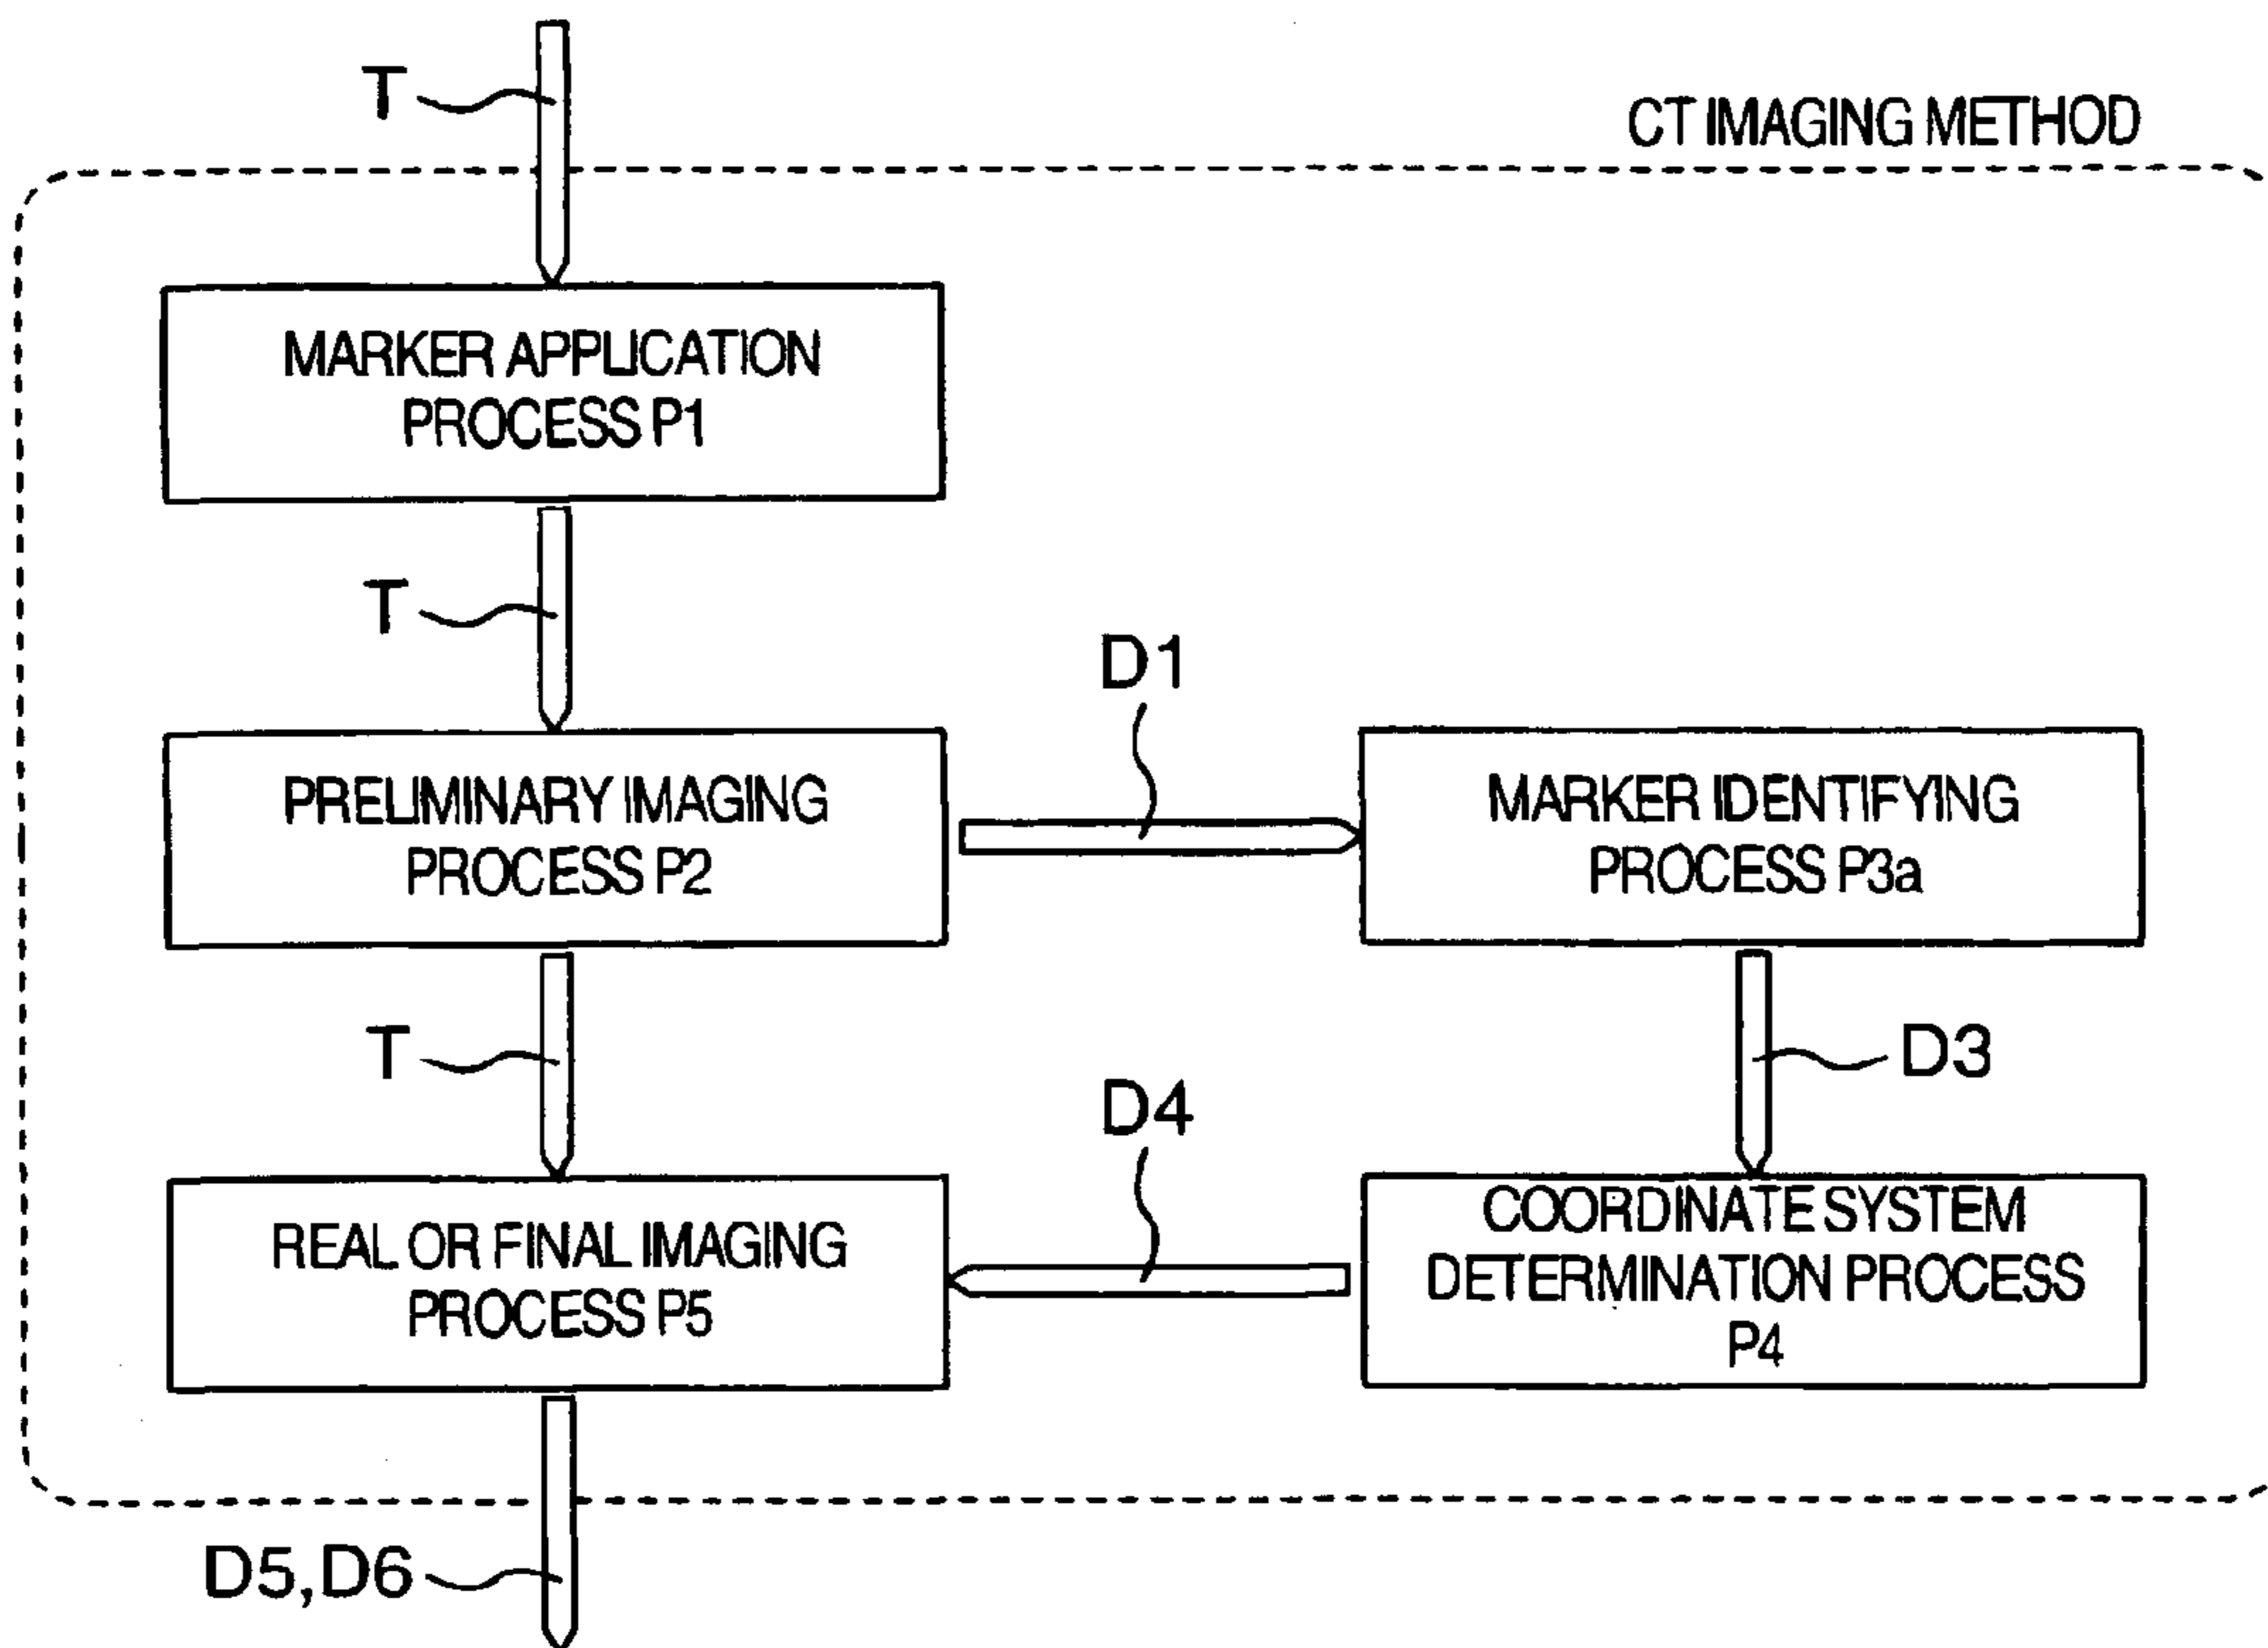 T
CT IMAGING METHOD
MARKER APPLICATION
PROCESS P1
T
D1
PRELIMINARY IMAGING
PROCESS P2
MARKER IDENTIFYING
PROCESS P3a
T
D3
D4
REAL OR FINAL IMAGING
PROCESS P5
COORDINATE SYSTEM
DETERMINATION PROCESS
P4
D5,D6